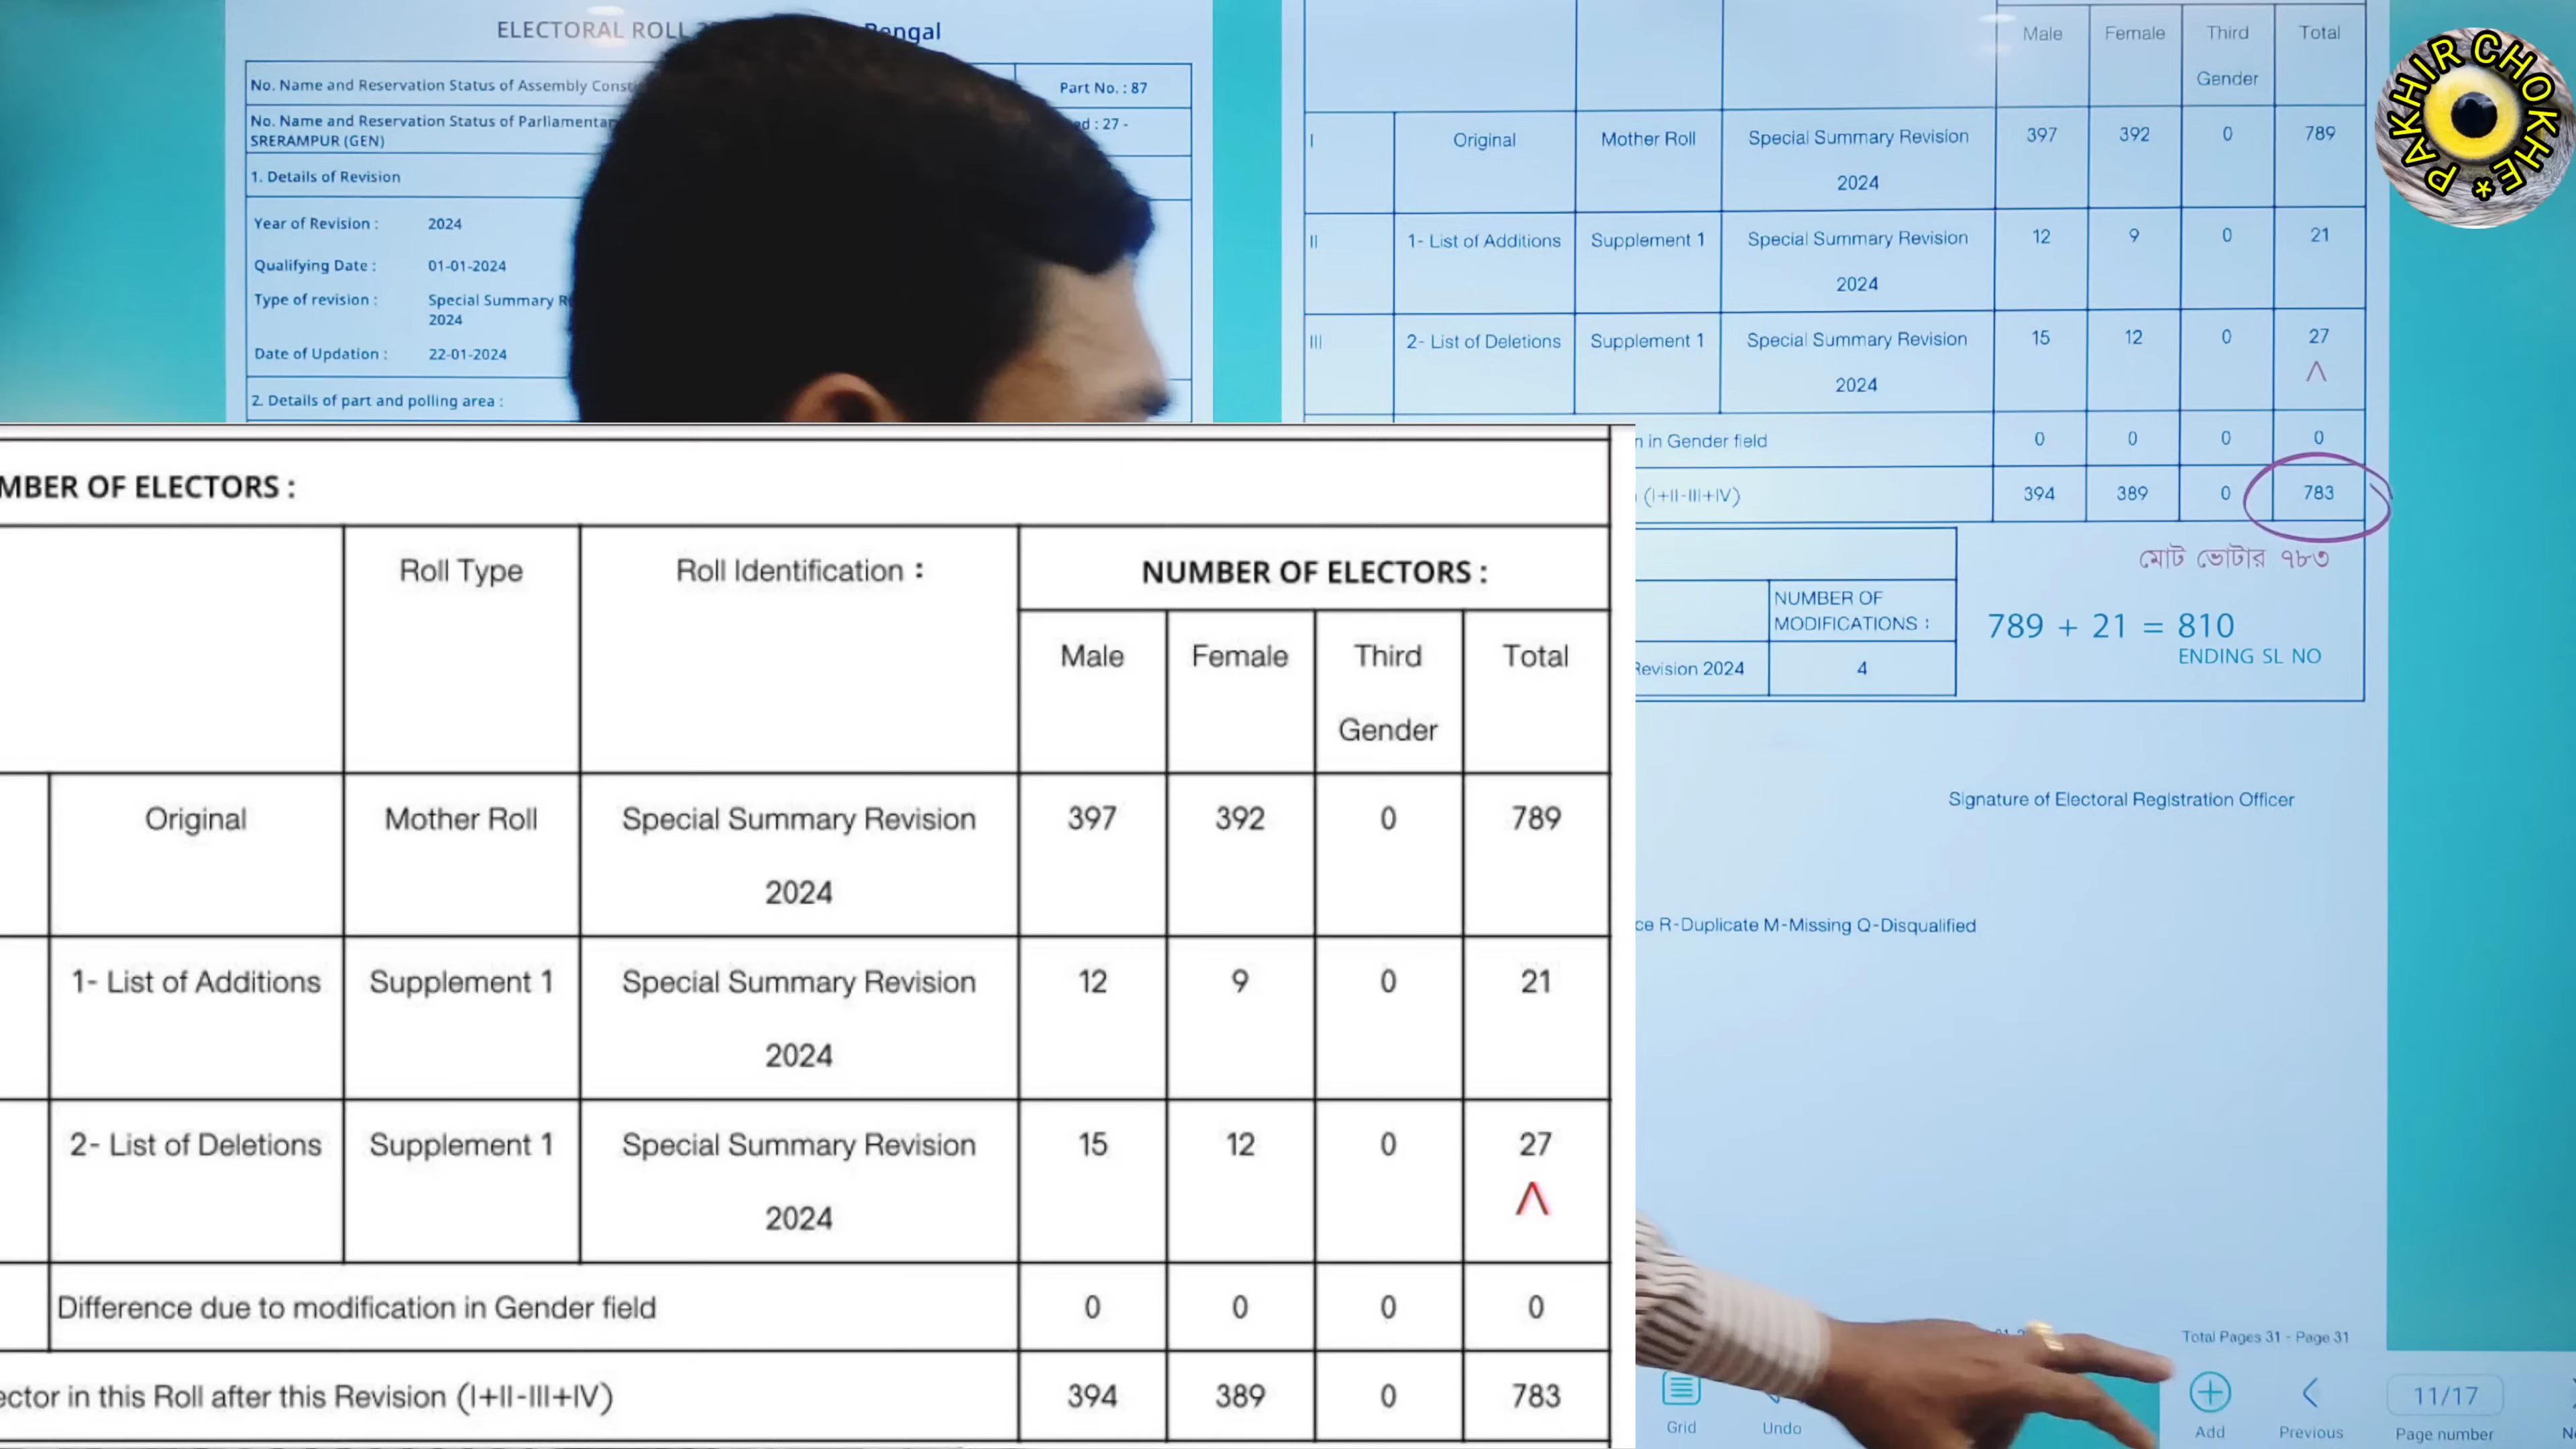 ELECTORAL ROLL
No. Name and Reservation Status of Assembly
Part No. : 87
No. Name and Reservation Status of
SRERAMPUR (GEN)
: 27 -
1. Details of Revision
Year of Revision : 2024
Qualifying Date : 01-01-2024
Type of revision : Special Summary
2024
Date of Updation : 22-01-2024
2. Details of part and polling area :
Male Female Third Gender Total
I Original Mother Roll Special Summary Revision 2024 397 392 0 789
II 1- List of Additions Supplement 1 Special Summary Revision 2024 12 9 0 21
III 2- List of Deletions Supplement 1 Special Summary Revision 2024 15 12 0 27
^
in Gender field 0 0 0 0
(I+II-III+IV) 394 389 0 783
মোট ভোটার ৭৮৩
NUMBER OF
MODIFICATIONS :
789 + 21 = 810
ENDING SL NO
Revision 2024 4
Signature of Electoral Registration Officer
R-Duplicate M-Missing Q-Disqualified
Total Pages 31 - Page 31
Grid Undo Add Previous 11/17 Page number
PAKHIR CHOKHE *
OF ELECTORS :
Roll Type Roll Identification : NUMBER OF ELECTORS :
Male Female Third Gender Total
Original Mother Roll Special Summary Revision 2024 397 392 0 789
1- List of Additions Supplement 1 Special Summary Revision 2024 12 9 0 21
2- List of Deletions Supplement 1 Special Summary Revision 2024 15 12 0 27
^
Difference due to modification in Gender field 0 0 0 0
in this Roll after this Revision (I+II-III+IV) 394 389 0 783